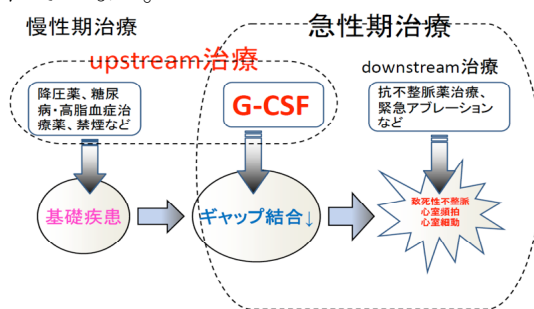 慢性期治療
急性期治療
upstream治療
downstream治療
降圧薬、糖尿
病・高脂血症治
療薬、禁煙など
G-CSF
抗不整脈薬治療、
緊急アブレーション
など
基礎疾患
ギャップ結合↓
致死性不整脈
心室頻拍
心室細動